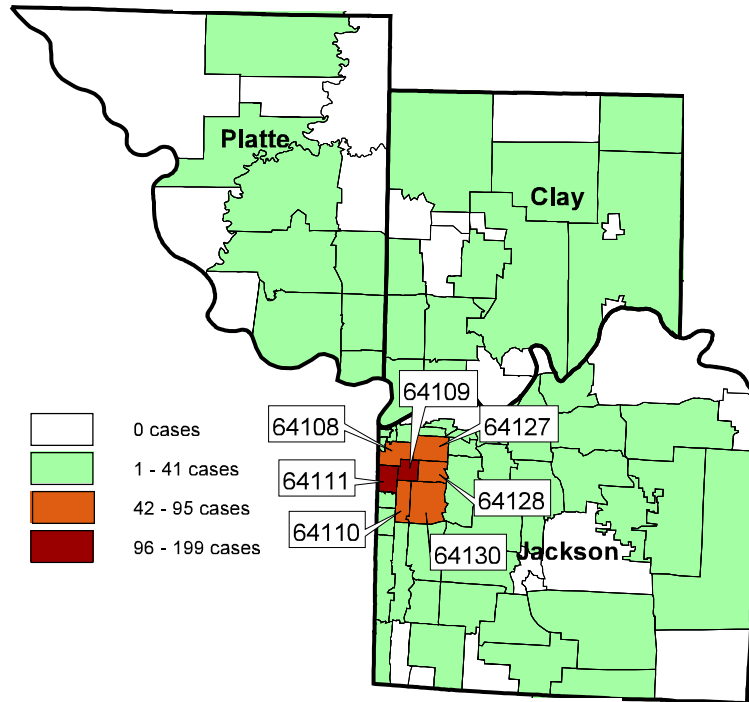 Platte
Clay
64109
64108
64127
64111
64128
64110
64130
Jackson
0 cases
1 - 41 cases
42 - 95 cases
96 - 199 cases